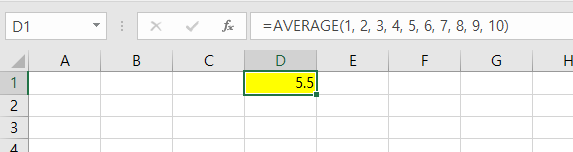 D1 fx =AVERAGE(1, 2, 3, 4, 5, 6, 7, 8, 9, 10)
A B C D E F G H
1 5.5
2
3
4